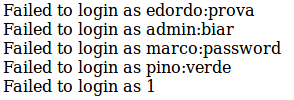 Failed to login as edordo:prova
Failed to login as admin:biar
Failed to login as marco:password
Failed to login as pino:verde
Failed to login as 1